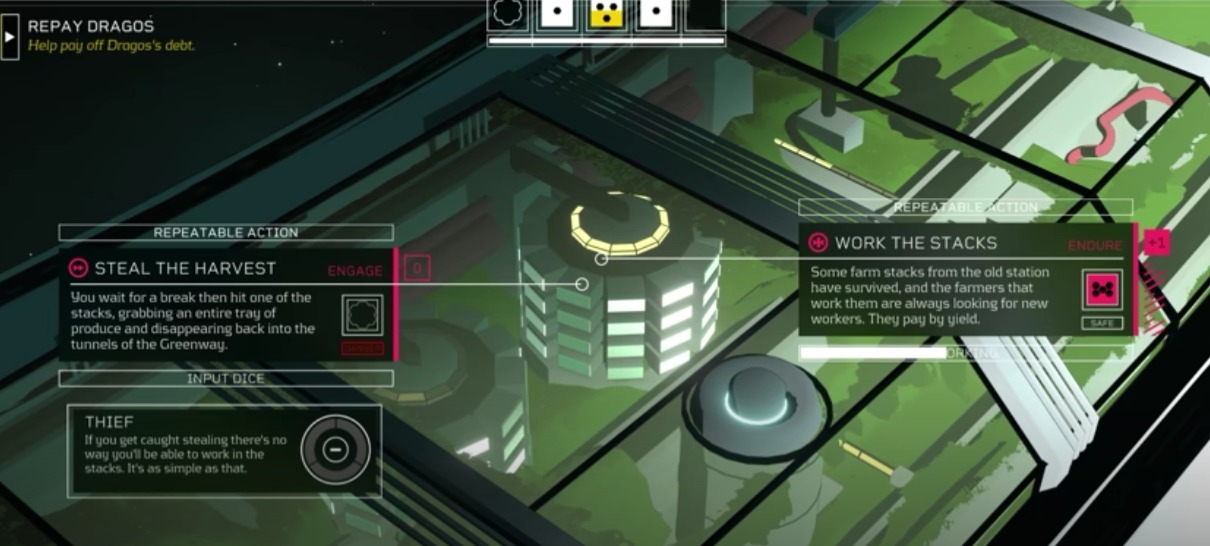 REPAY DRAGOS
Help pay off Dragos's debt.
REPEATABLE ACTION
STEAL THE HARVEST
ENGAGE
0
You wait for a break then hit one of the
stacks, grabbing an entire tray of
produce and disappearing back into the
tunnels of the Greenway.
DANGER
INPUT DICE
THIEF
If you get caught stealing there's no
way you'll be able to work in the
stacks. It's as simple as that.
REPEATABLE ACTION
WORK THE STACKS
ENDURE
+1
Some farm stacks from the old station
have survived, and the farmers that
work them are always looking for new
workers. They pay by yield.
SAFE